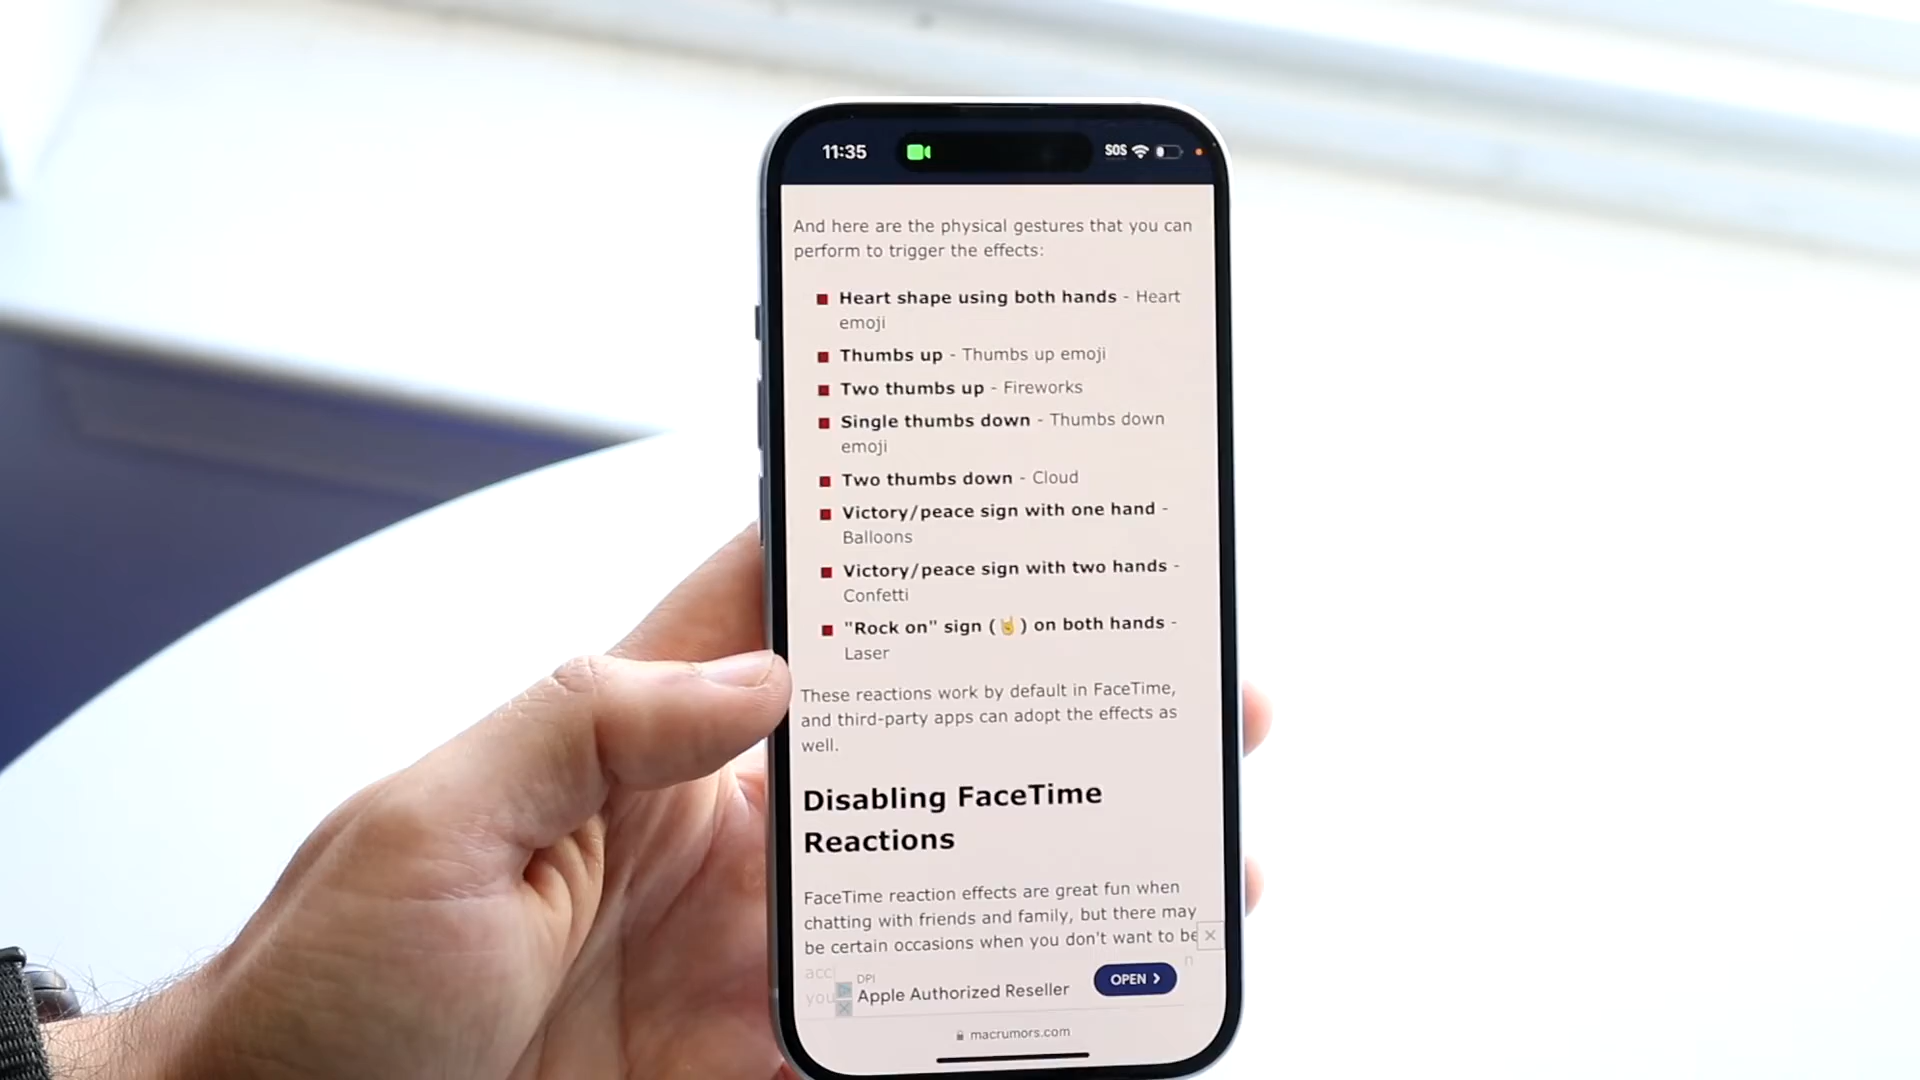 11:35 SOS
And here are the physical gestures that you can
perform to trigger the effects:
Heart shape using both hands - Heart
emoji
Thumbs up - Thumbs up emoji
Two thumbs up - Fireworks
Single thumbs down - Thumbs down
emoji
Two thumbs down - Cloud
Victory/peace sign with one hand -
Balloons
Victory/peace sign with two hands -
Confetti
"Rock on" sign (🤘) on both hands -
Laser
These reactions work by default in FaceTime,
and third-party apps can adopt the effects as
well.
Disabling FaceTime
Reactions
FaceTime reaction effects are great fun when
chatting with friends and family, but there may
be certain occasions when you don't want to be
DPI
Apple Authorized Reseller
OPEN
macrumors.com